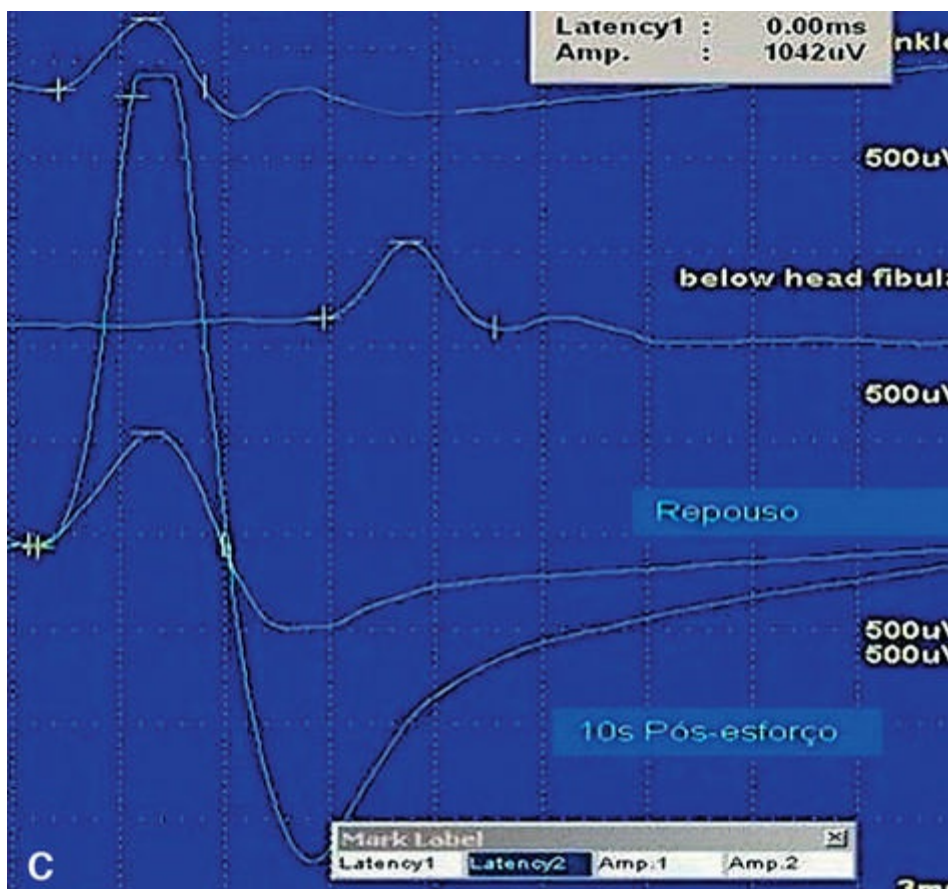 Latency1 : 0.00ms
Amp. : 1042uV
500uV
below head fibula
500uV
Repouso
500uV
500uV
10s Pós-esforço
Mark Label
Latency1 Latency2 Amp.1 Amp.2
C